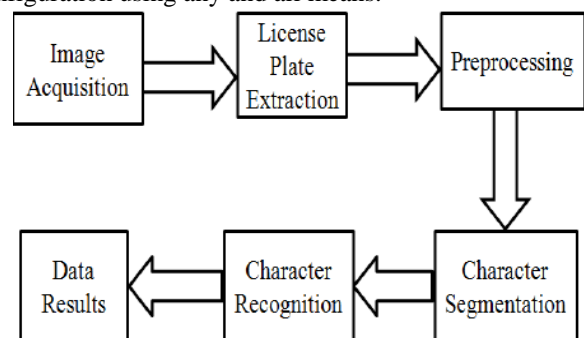 using any and all means.
Image
Acquisition
License
Plate
Extraction
Preprocessing
Character
Segmentation
Character
Recognition
Data
Results